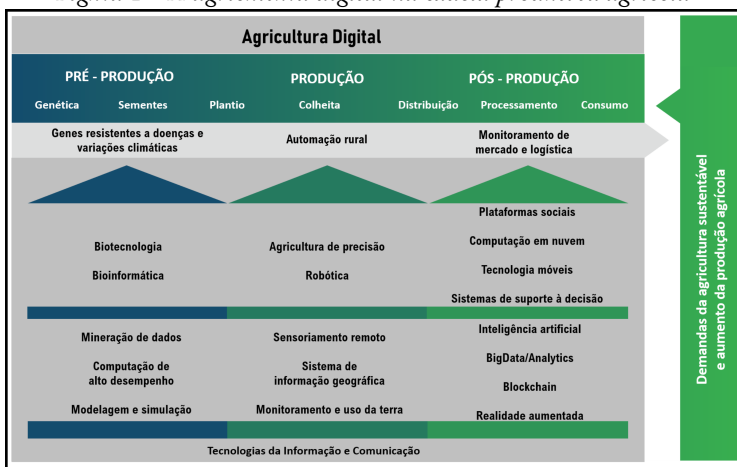 Agricultura Digital
PRÉ - PRODUÇÃO
PRODUÇÃO
PÓS - PRODUÇÃO
Genética
Sementes
Plantio
Colheita
Distribuição
Processamento
Consumo
Genes resistentes a doenças e
variações climáticas
Automação rural
Monitoramento de
mercado e logística
Biotecnologia
Bioinformática
Agricultura de precisão
Robótica
Plataformas sociais
Computação em nuvem
Tecnologia móveis
Sistemas de suporte à decisão
Mineração de dados
Computação de
alto desempenho
Modelagem e simulação
Sensoriamento remoto
Sistema de
informação geográfica
Monitoramento e uso da terra
Inteligência artificial
BigData/Analytics
Blockchain
Realidade aumentada
Tecnologias da Informação e Comunicação
Demandas da agricultura sustentável
e aumento da produção agrícola